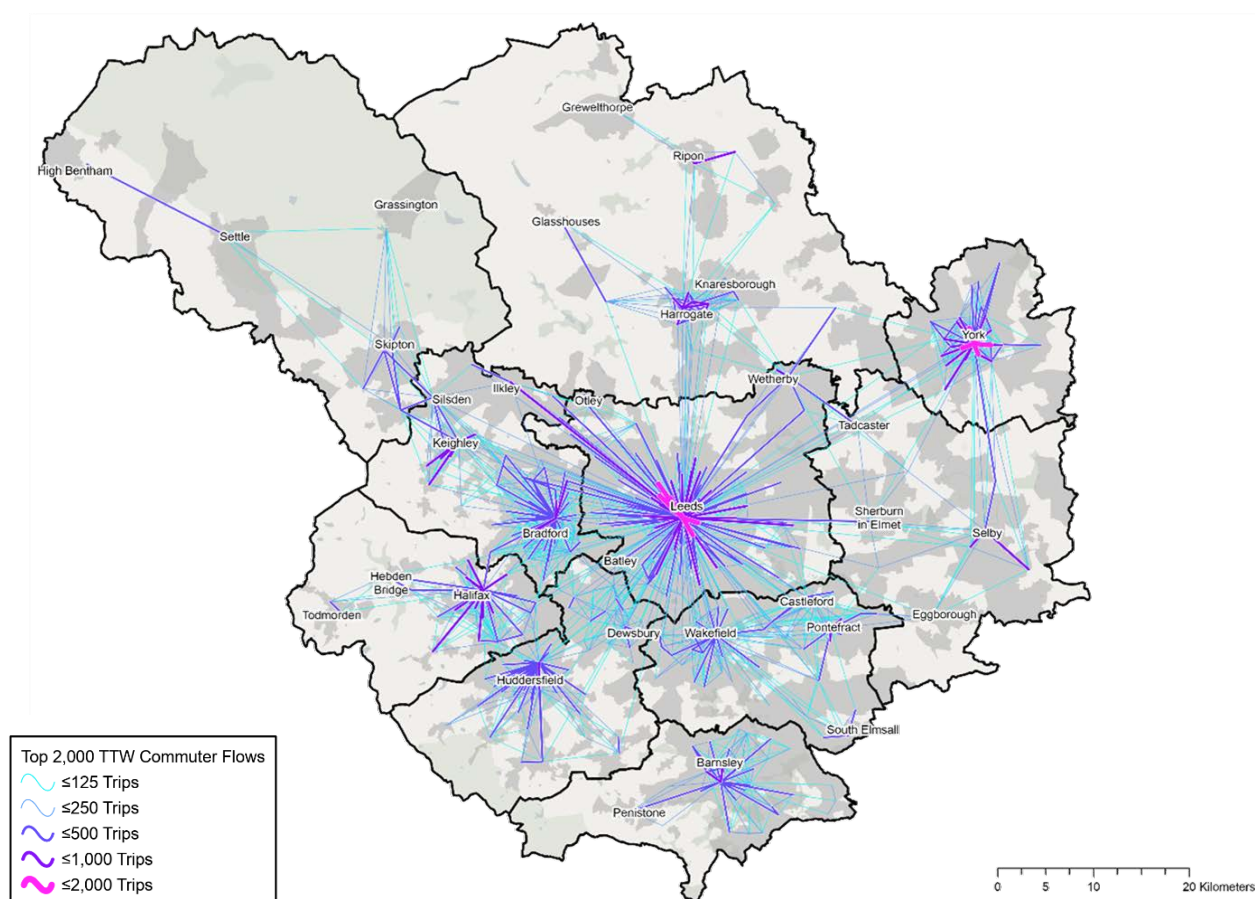 Grewelthorpe
Ripon
High Bentham
Grassington
Glasshouses
Settle
Knaresborough
Harrogate
York
Skipton
Wetherby
Ilkley
Silsden
Otley
Tadcaster
Keighley
Leeds
Sherburn
in Elmet
Bradford
Selby
Batley
Hebden
Bridge
Halifax
Castleford
Todmorden
Eggborough
Dewsbury
Wakefield
Pontefract
Huddersfield
South Elmsall
Barnsley
Penistone
Top 2,000 TTW Commuter Flows
≤125 Trips
≤250 Trips
≤500 Trips
≤1,000 Trips
≤2,000 Trips
0 5 10 20 Kilometers